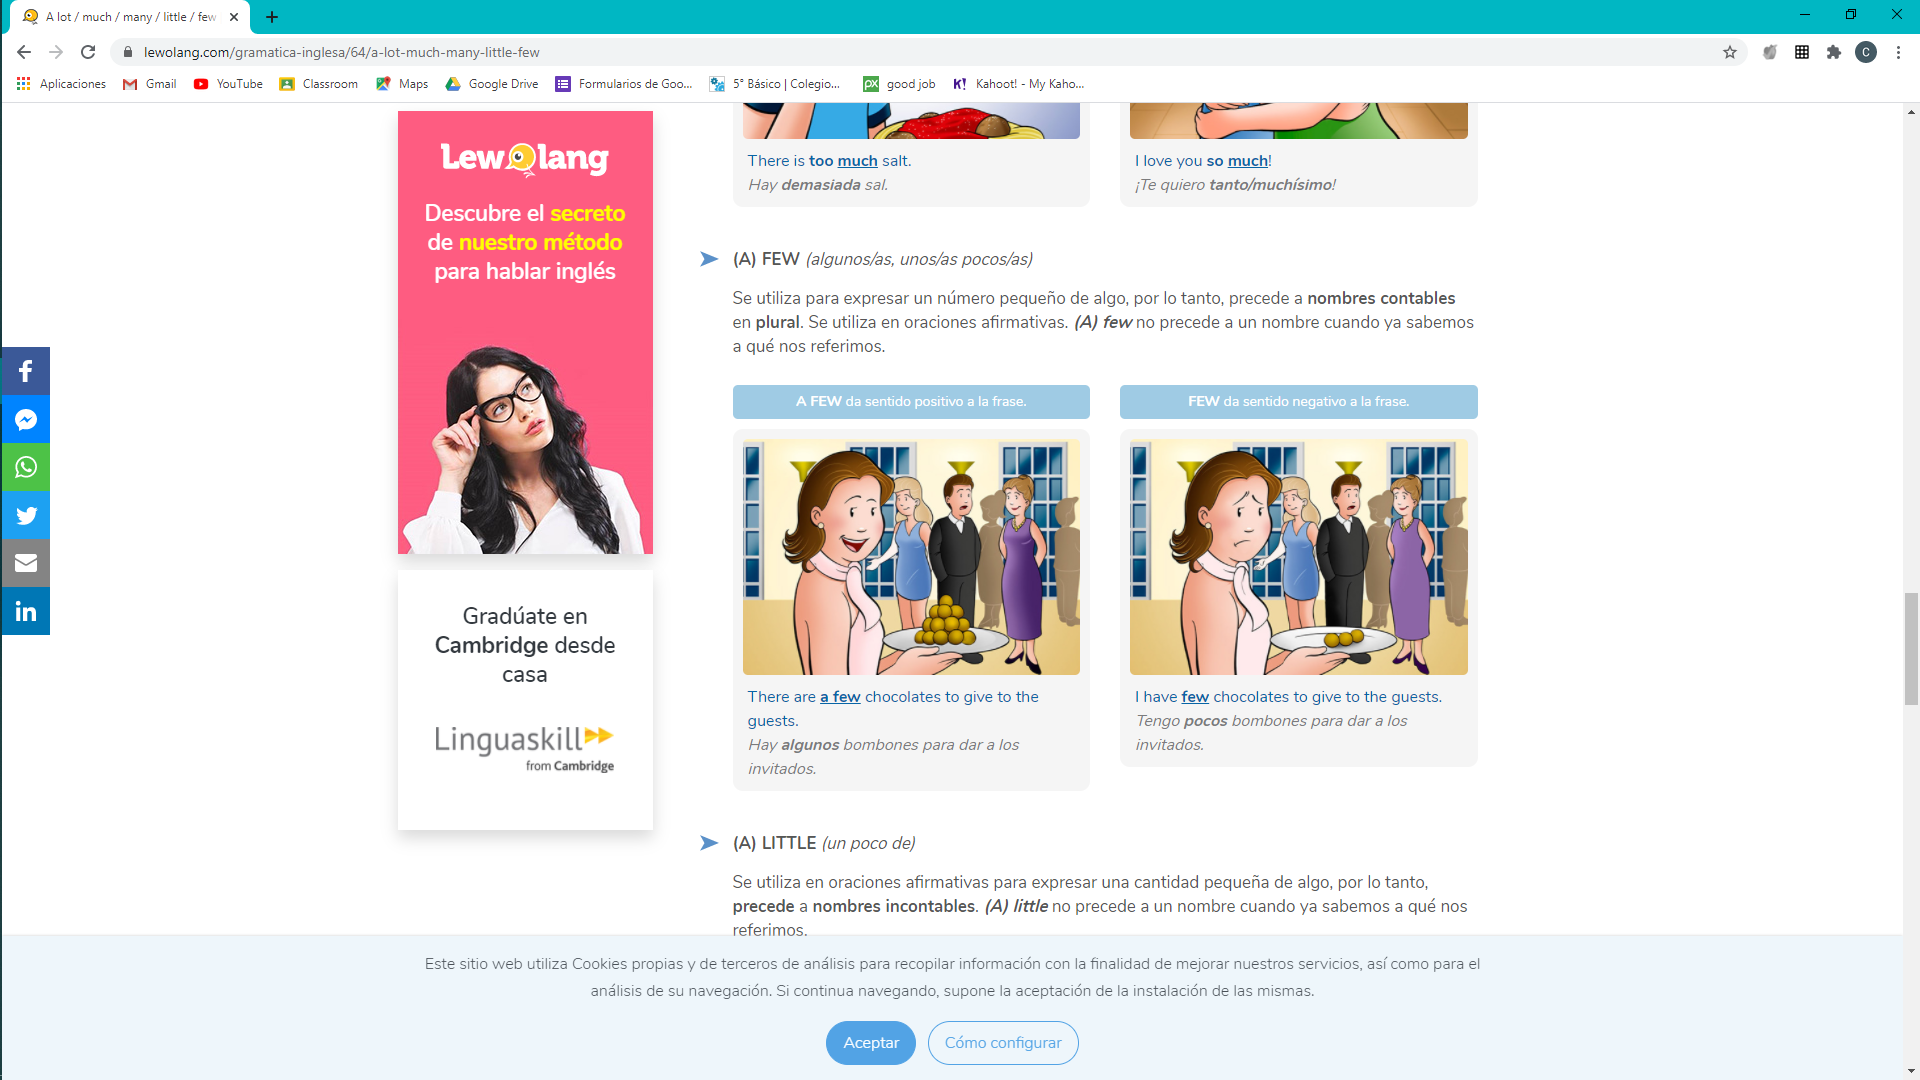 A lot / much / many / little / few
lewolang.com/gramatica-inglesa/64/a-lot-much-many-little-few
C
Aplicaciones Gmail YouTube Classroom Maps Google Drive Formularios de Goo... 5° Básico | Colegio... good job Kahoot! - My Kaho...
Lewolang
Descubre el secreto
de nuestro método
para hablar inglés
Gradúate en
Cambridge desde
casa
Linguaskill
from Cambridge
There is too much salt.
Hay demasiada sal.
I love you so much!
¡Te quiero tanto/muchísimo!
(A) FEW (algunos/as, unos/as pocos/as)
Se utiliza para expresar un número pequeño de algo, por lo tanto, precede a nombres contables
en plural. Se utiliza en oraciones afirmativas. (A) few no precede a un nombre cuando ya sabemos
a qué nos referimos.
A FEW da sentido positivo a la frase.
There are a few chocolates to give to the
guests.
Hay algunos bombones para dar a los
invitados.
FEW da sentido negativo a la frase.
I have few chocolates to give to the guests.
Tengo pocos bombones para dar a los
invitados.
(A) LITTLE (un poco de)
Se utiliza en oraciones afirmativas para expresar una cantidad pequeña de algo, por lo tanto,
precede a nombres incontables. (A) little no precede a un nombre cuando ya sabemos a qué nos
referimos.
Este sitio web utiliza Cookies propias y de terceros de análisis para recopilar información con la finalidad de mejorar nuestros servicios, así como para el
análisis de su navegación. Si continua navegando, supone la aceptación de la instalación de las mismas.
Aceptar
Cómo configurar